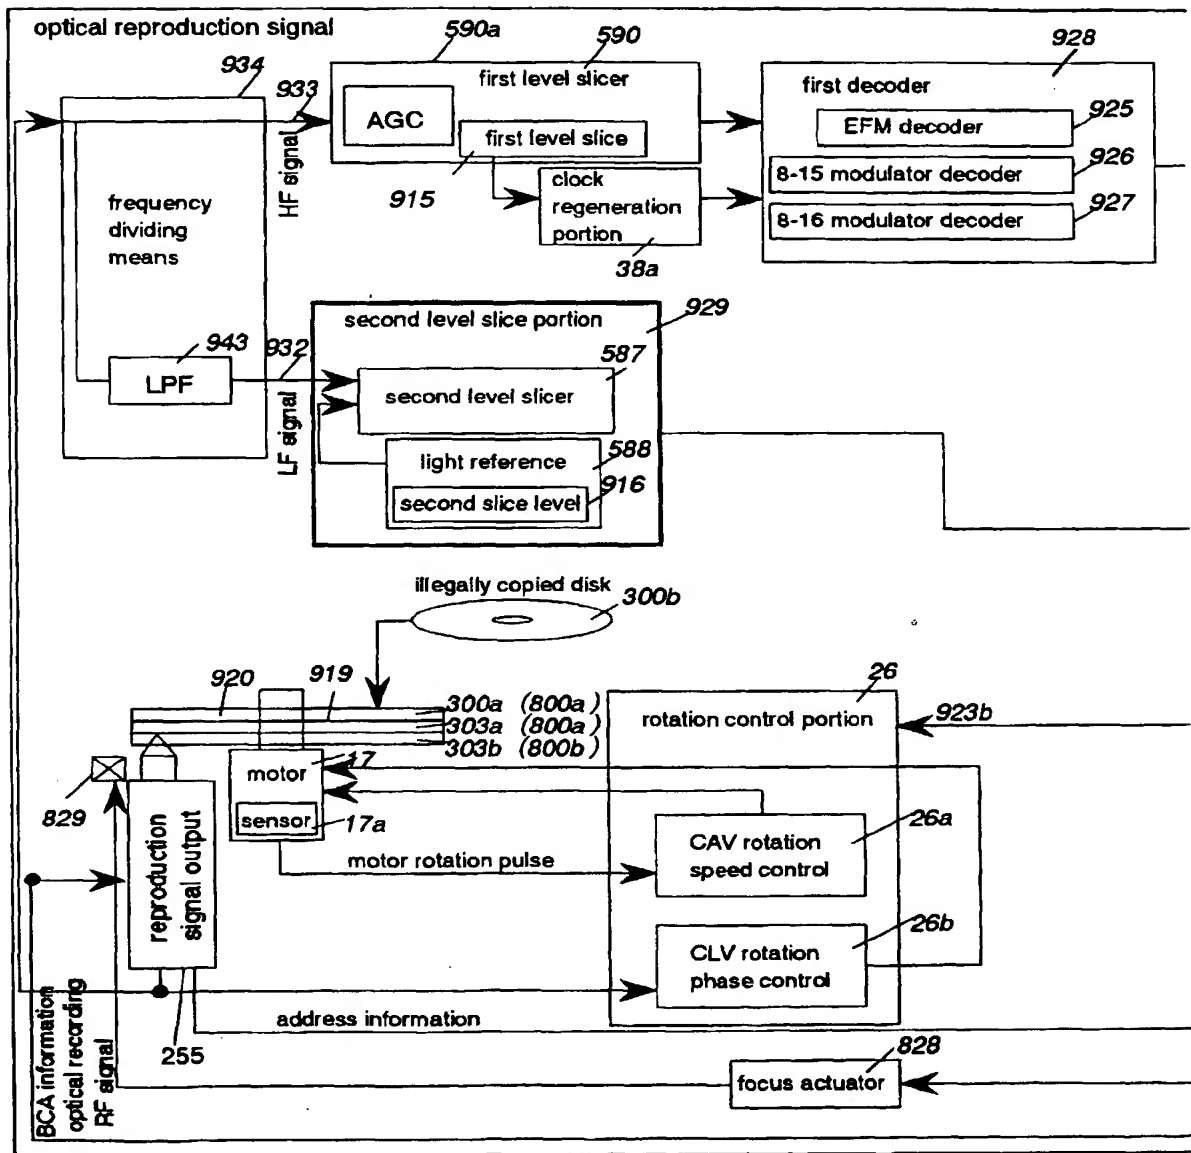 optical reproduction signal
590a
590
928
934
933
first level slicer
first decoder
AGC
HF signal
first level slice
EFM decoder
925
915
clock
regeneration
portion
8-15 modulator decoder
926
frequency
dividing
means
8-16 modulator decoder
927
38a
second level slice portion
929
943
932
587
LPF
second level slicer
LF signal
light reference
588
second slice level
916
illegally copied disk
300b
920
919
26
300a (800a)
303a (800a)
303b (800b)
rotation control portion
923b
motor
17
829
sensor
17a
26a
CAV rotation
speed control
motor rotation pulse
reproduction
signal output
26b
CLV rotation
phase control
address information
BCA information
optical recording
RF signal
255
828
focus actuator